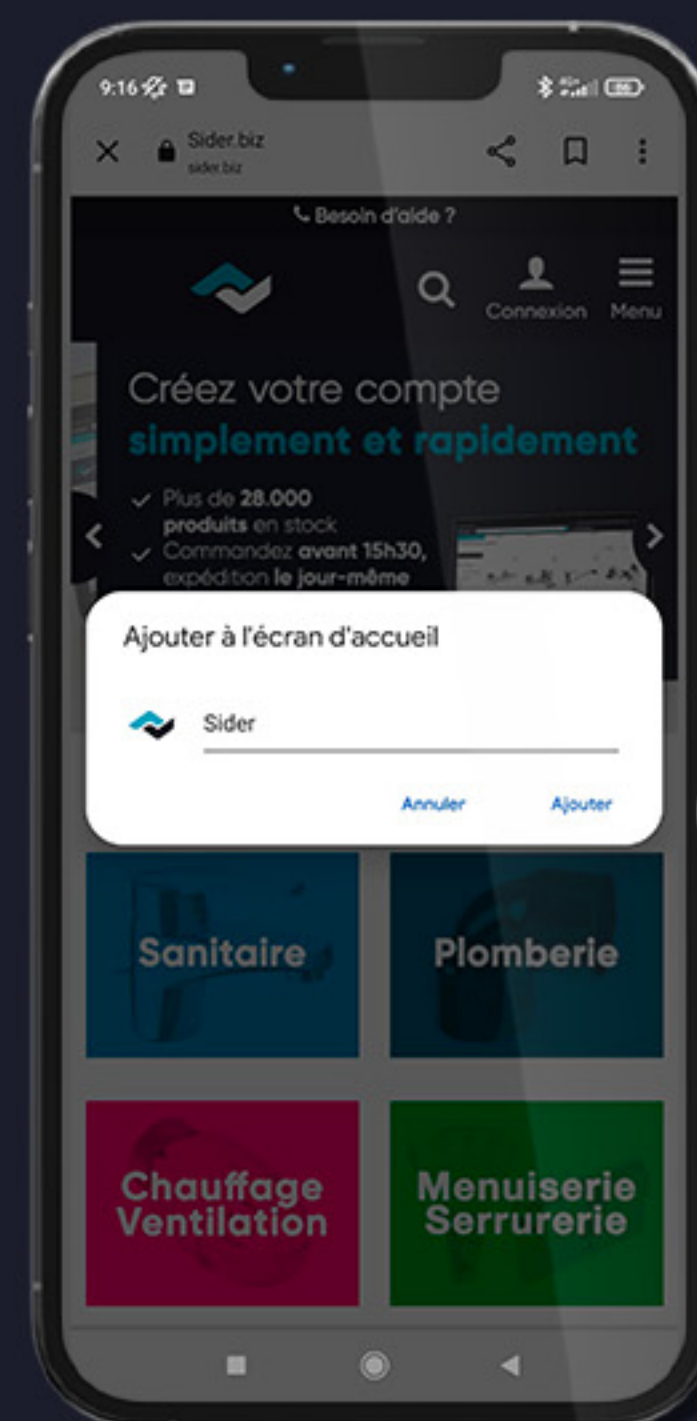 9:16
Sider.biz
sider.biz
Besoin d'aide ?
Connexion
Menu
Créez votre compte
simplement et rapidement
Plus de 28.000
produits en stock
Commandez avant 15h30,
expédition le jour-même
Ajouter à l'écran d'accueil
Sider
Annuler
Ajouter
Sanitaire
Plomberie
Chauffage
Ventilation
Menuiserie
Serrurerie